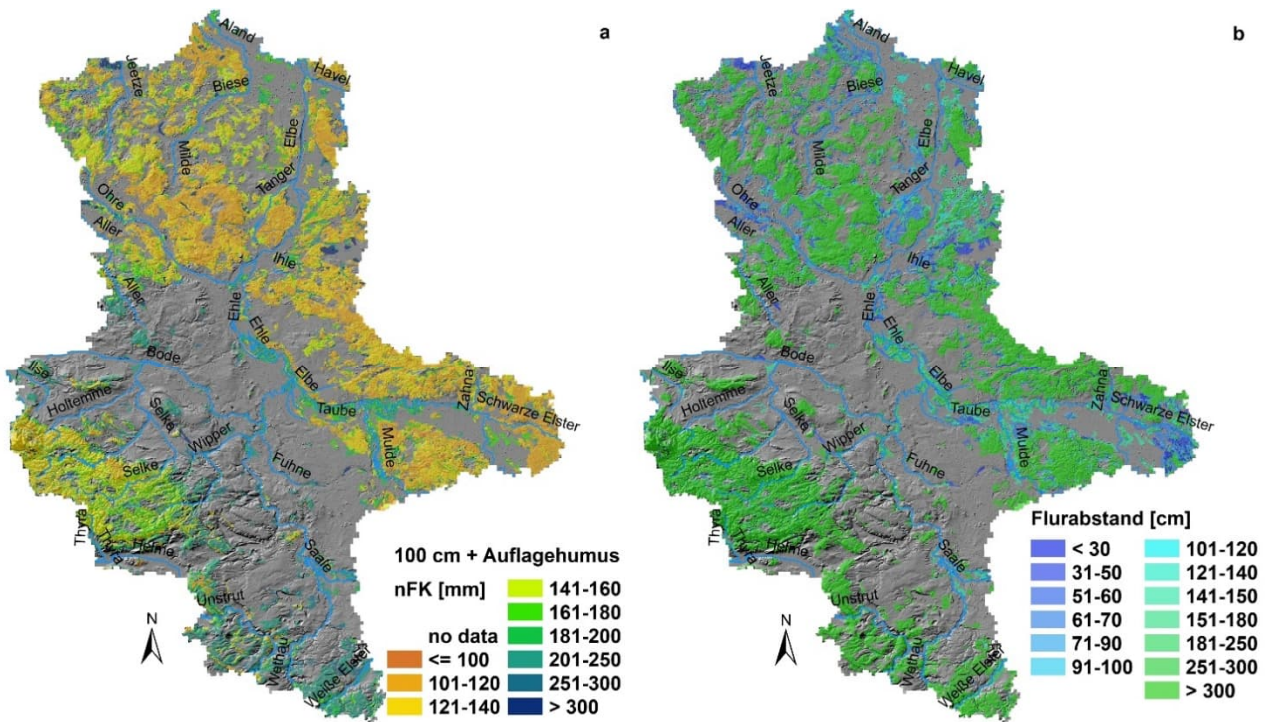 a
Aland
Jeetze
Biese
Havel
Elbe
Milde
Tanger
Ohre
Aller
Ihle
Aller
Ehle
Ehle
Bode
Ilse
Elbe
Holtemme
Selke
Taube
Zahna
Schwarze Elster
Wipper
Mulde
Selke
Fuhne
Thyra
Thyra
Helme
Saale
Unstrut
Wethau
Weiße Elster
N
100 cm + Auflagehumus
nFK [mm]
no data
<= 100
101-120
121-140
141-160
161-180
181-200
201-250
251-300
> 300
b
Aland
Jeetze
Biese
Havel
Elbe
Milde
Tanger
Ohre
Aller
Ihle
Aller
Ehle
Ehle
Bode
Ilse
Elbe
Holtemme
Selke
Taube
Zahna
Schwarze Elster
Wipper
Mulde
Selke
Fuhne
Thyra
Thyra
Helme
Saale
Unstrut
Wethau
Weiße Elster
N
Flurabstand [cm]
< 30
31-50
51-60
61-70
71-90
91-100
101-120
121-140
141-150
151-180
181-250
251-300
> 300